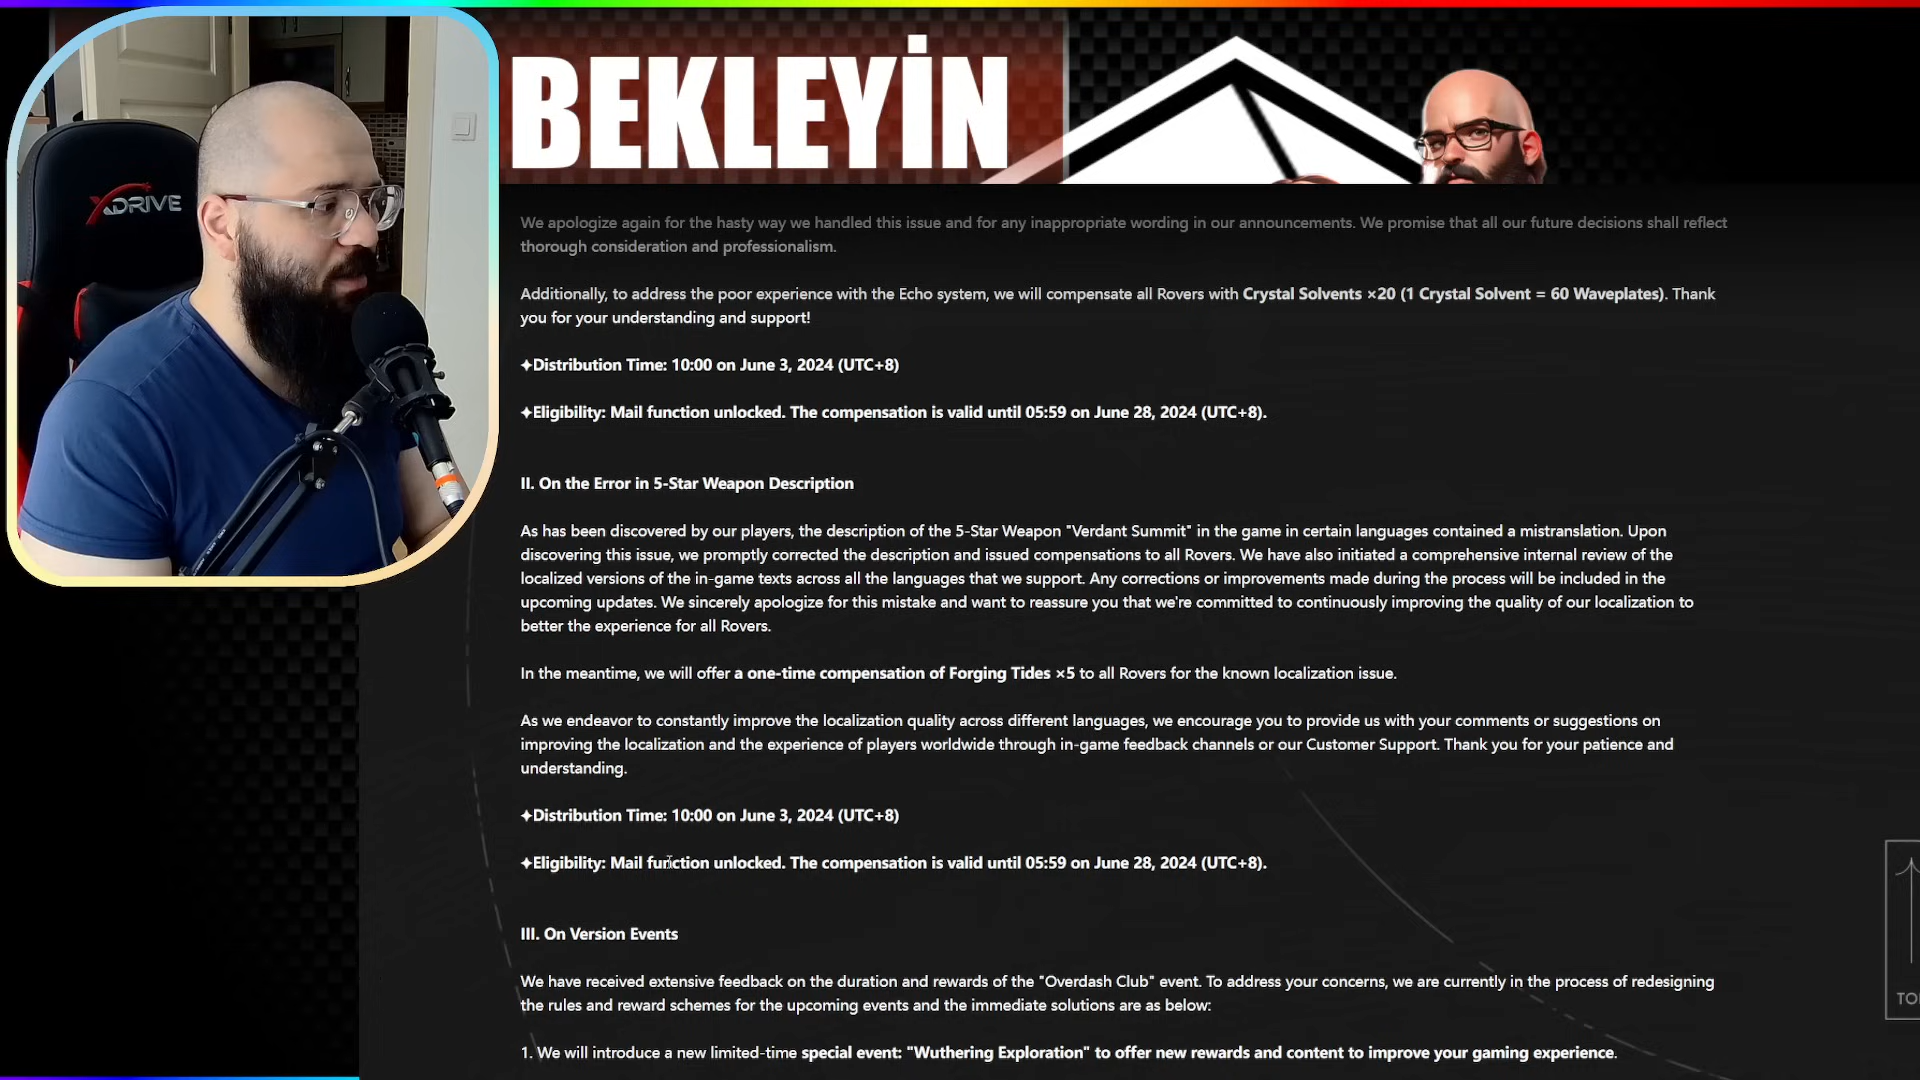 BEKLEYİN
XDRIVE
We apologize again for the hasty way we handled this issue and for any inappropriate wording in our announcements. We promise that all our future decisions shall reflect
thorough consideration and professionalism.
Additionally, to address the poor experience with the Echo system, we will compensate all Rovers with Crystal Solvents ×20 (1 Crystal Solvent = 60 Waveplates). Thank
you for your understanding and support!
✦Distribution Time: 10:00 on June 3, 2024 (UTC+8)
✦Eligibility: Mail function unlocked. The compensation is valid until 05:59 on June 28, 2024 (UTC+8).
II. On the Error in 5-Star Weapon Description
As has been discovered by our players, the description of the 5-Star Weapon "Verdant Summit" in the game in certain languages contained a mistranslation. Upon
discovering this issue, we promptly corrected the description and issued compensations to all Rovers. We have also initiated a comprehensive internal review of the
localized versions of the in-game texts across all the languages that we support. Any corrections or improvements made during the process will be included in the
upcoming updates. We sincerely apologize for this mistake and want to reassure you that we're committed to continuously improving the quality of our localization to
better the experience for all Rovers.
In the meantime, we will offer a one-time compensation of Forging Tides ×5 to all Rovers for the known localization issue.
As we endeavor to constantly improve the localization quality across different languages, we encourage you to provide us with your comments or suggestions on
improving the localization and the experience of players worldwide through in-game feedback channels or our Customer Support. Thank you for your patience and
understanding.
✦Distribution Time: 10:00 on June 3, 2024 (UTC+8)
✦Eligibility: Mail function unlocked. The compensation is valid until 05:59 on June 28, 2024 (UTC+8).
III. On Version Events
We have received extensive feedback on the duration and rewards of the "Overdash Club" event. To address your concerns, we are currently in the process of redesigning
the rules and reward schemes for the upcoming events and the immediate solutions are as below:
1. We will introduce a new limited-time special event: "Wuthering Exploration" to offer new rewards and content to improve your gaming experience.